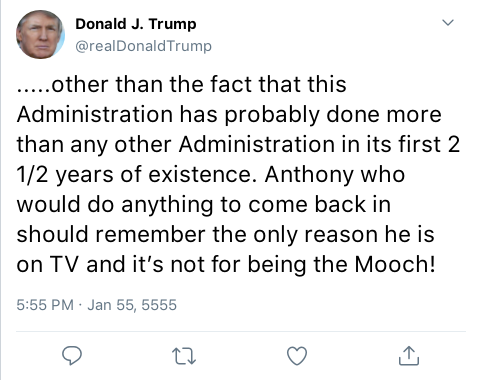 Donald J. Trump
@realDonaldTrump
.....other than the fact that this
Administration has probably done more
than any other Administration in its first 2
1/2 years of existence. Anthony who
would do anything to come back in
should remember the only reason he is
on TV and it’s not for being the Mooch!
5:55 PM · Jan 55, 5555